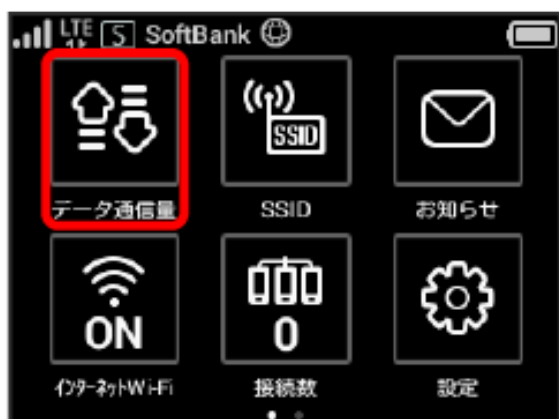 LTE S SoftBank
SSID
データ通信量 SSID お知らせ
ON 0
インターネットWi-Fi 接続数 設定